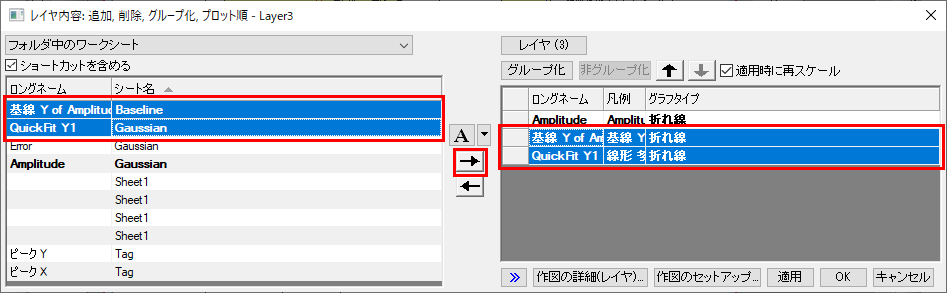 レイヤ内容: 追加, 削除, グループ化, プロット順 - Layer3
フォルダ中のワークシート
ショートカットを含める
ロングネーム シート名
基線 Y of Amplitud Baseline
QuickFit Y1 Gaussian
Error Gaussian
Amplitude Gaussian
Sheet1
Sheet1
Sheet1
Sheet1
ピーク Y Tag
ピーク X Tag
A
レイヤ (3)
グループ化 非グループ化 適用時に再スケール
ロングネーム 凡例 グラフタイプ
Amplitude Amplitu 折れ線
基線 Y of Am 基線 Y 折れ線
QuickFit Y1 線形 折れ線
作図の詳細(レイヤ)... 作図のセットアップ... 適用 OK キャンセル